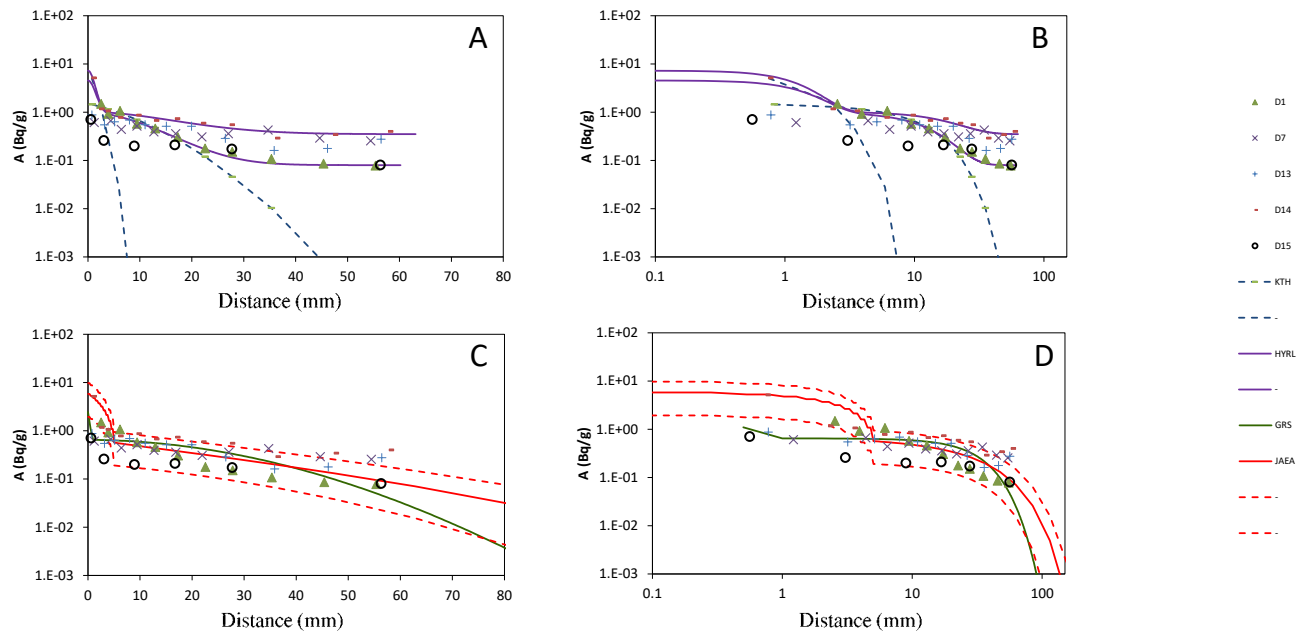 A
1.E+02
1.E+01
1.E+00
1.E-01
1.E-02
1.E-03
A (Bq/g)
0 10 20 30 40 50 60 70 80
Distance (mm)
B
1.E+02
1.E+01
1.E+00
1.E-01
1.E-02
1.E-03
A (Bq/g)
0.1 1 10 100
Distance (mm)
C
1.E+02
1.E+01
1.E+00
1.E-01
1.E-02
1.E-03
A (Bq/g)
0 10 20 30 40 50 60 70 80
Distance (mm)
D
1.E+02
1.E+01
1.E+00
1.E-01
1.E-02
1.E-03
A (Bq/g)
0.1 1 10 100
Distance (mm)
D1
D7
D13
D14
D15
KTH
-
HYRL
-
GRS
JAEA
-
-